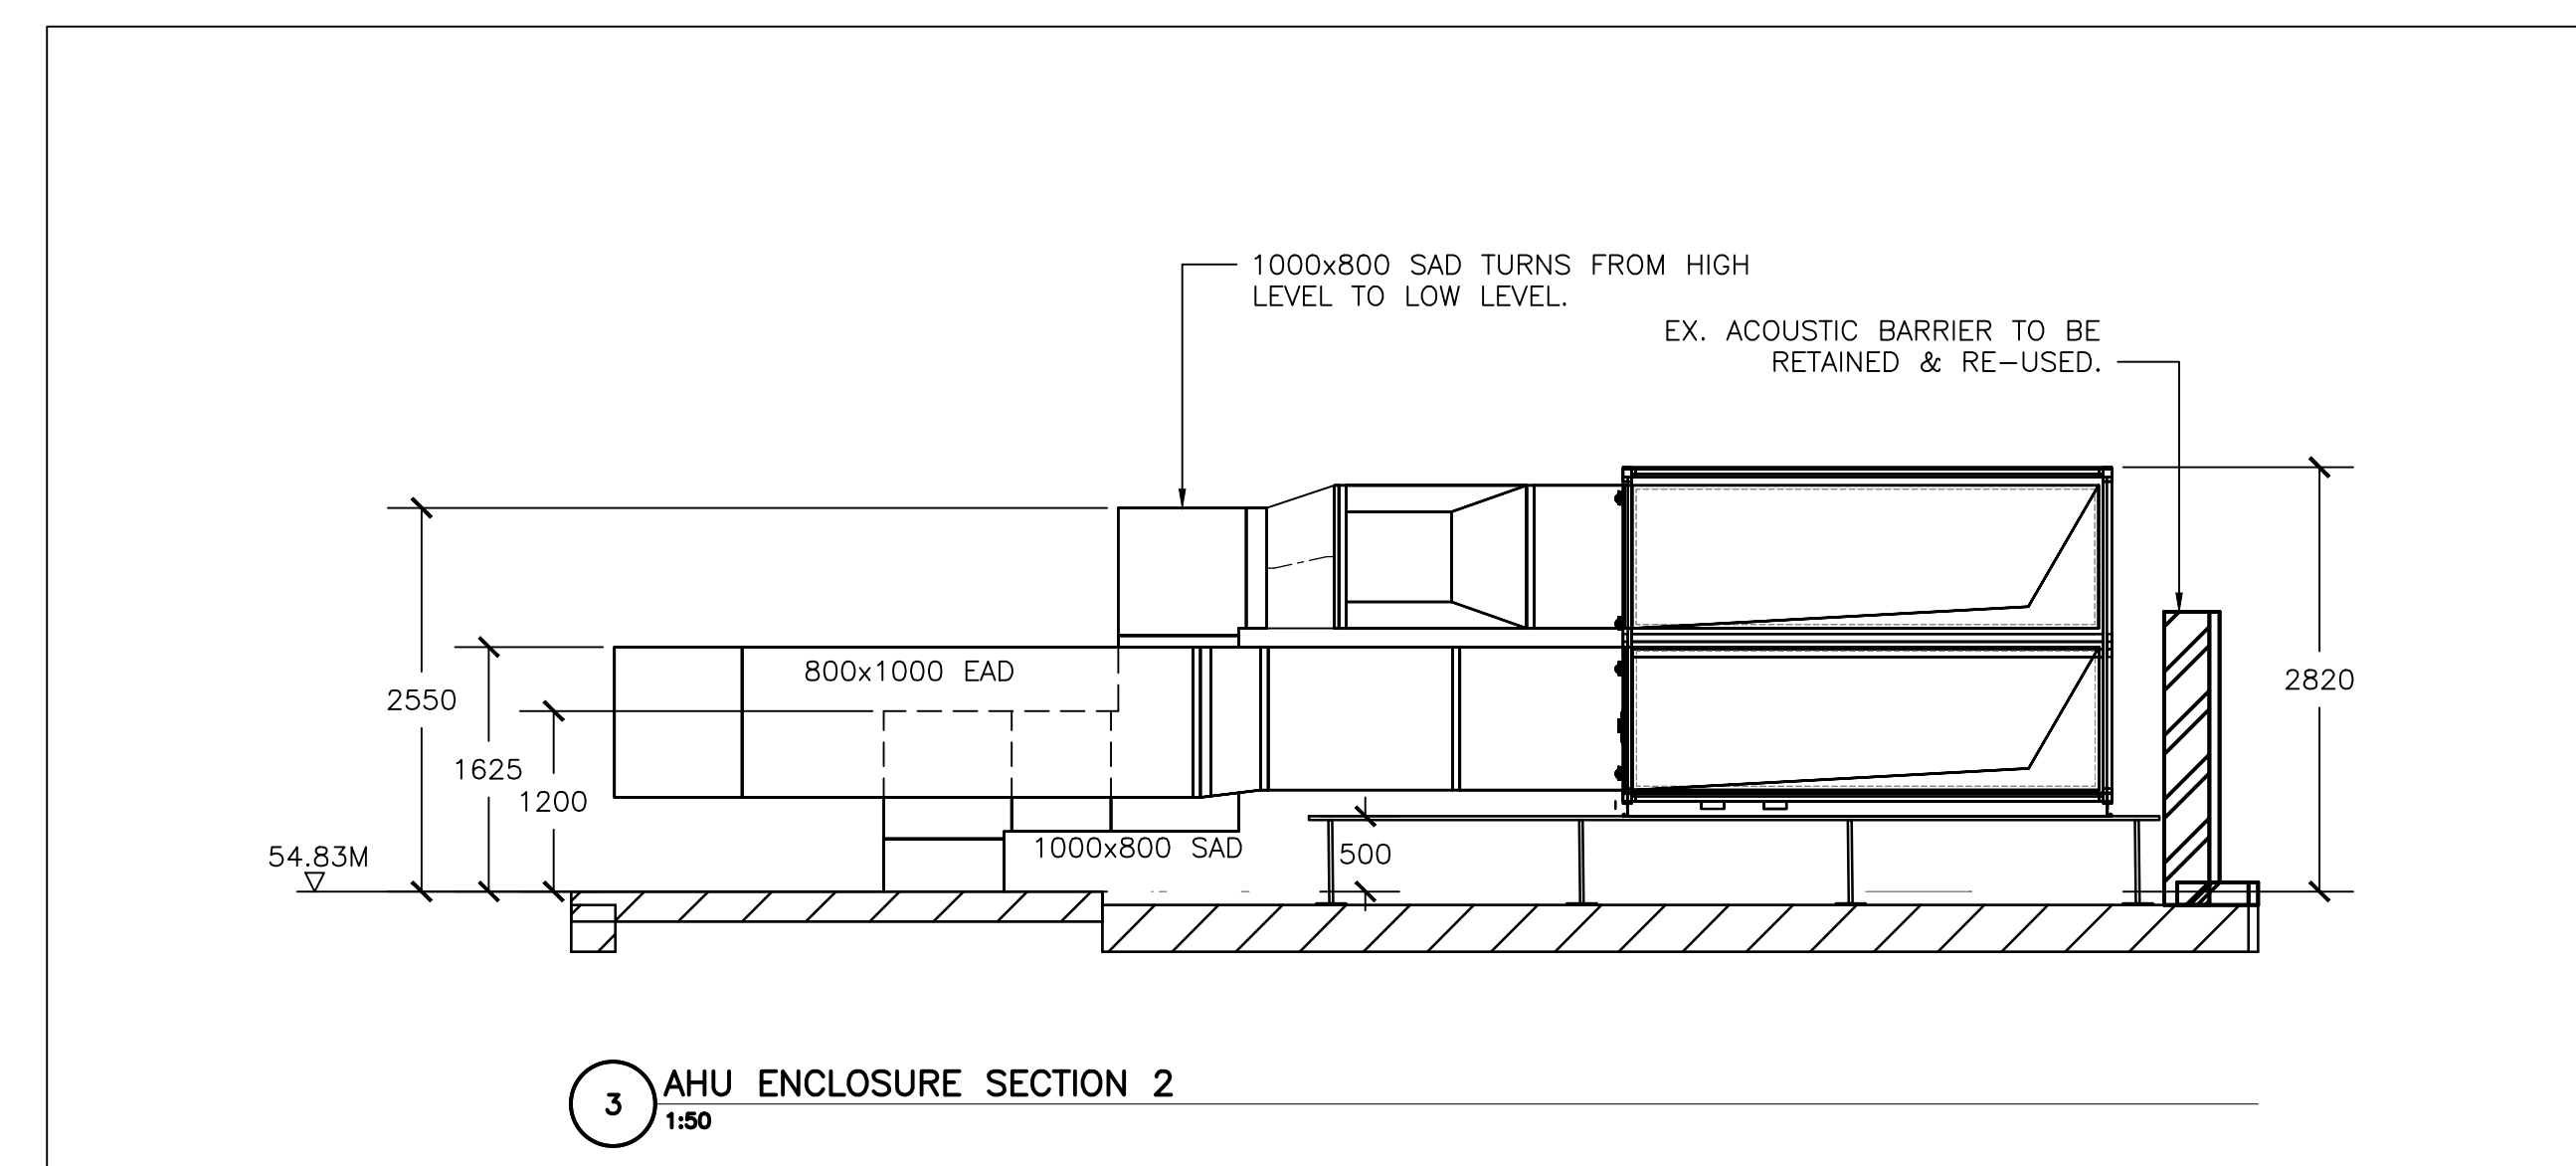 1000x800 SAD TURNS FROM HIGH
LEVEL TO LOW LEVEL.
EX. ACOUSTIC BARRIER TO BE
RETAINED & RE-USED.
800x1000 EAD
2550
2820
1625
1200
1000x800 SAD
500
54.83M
3
AHU ENCLOSURE SECTION 2
1:50